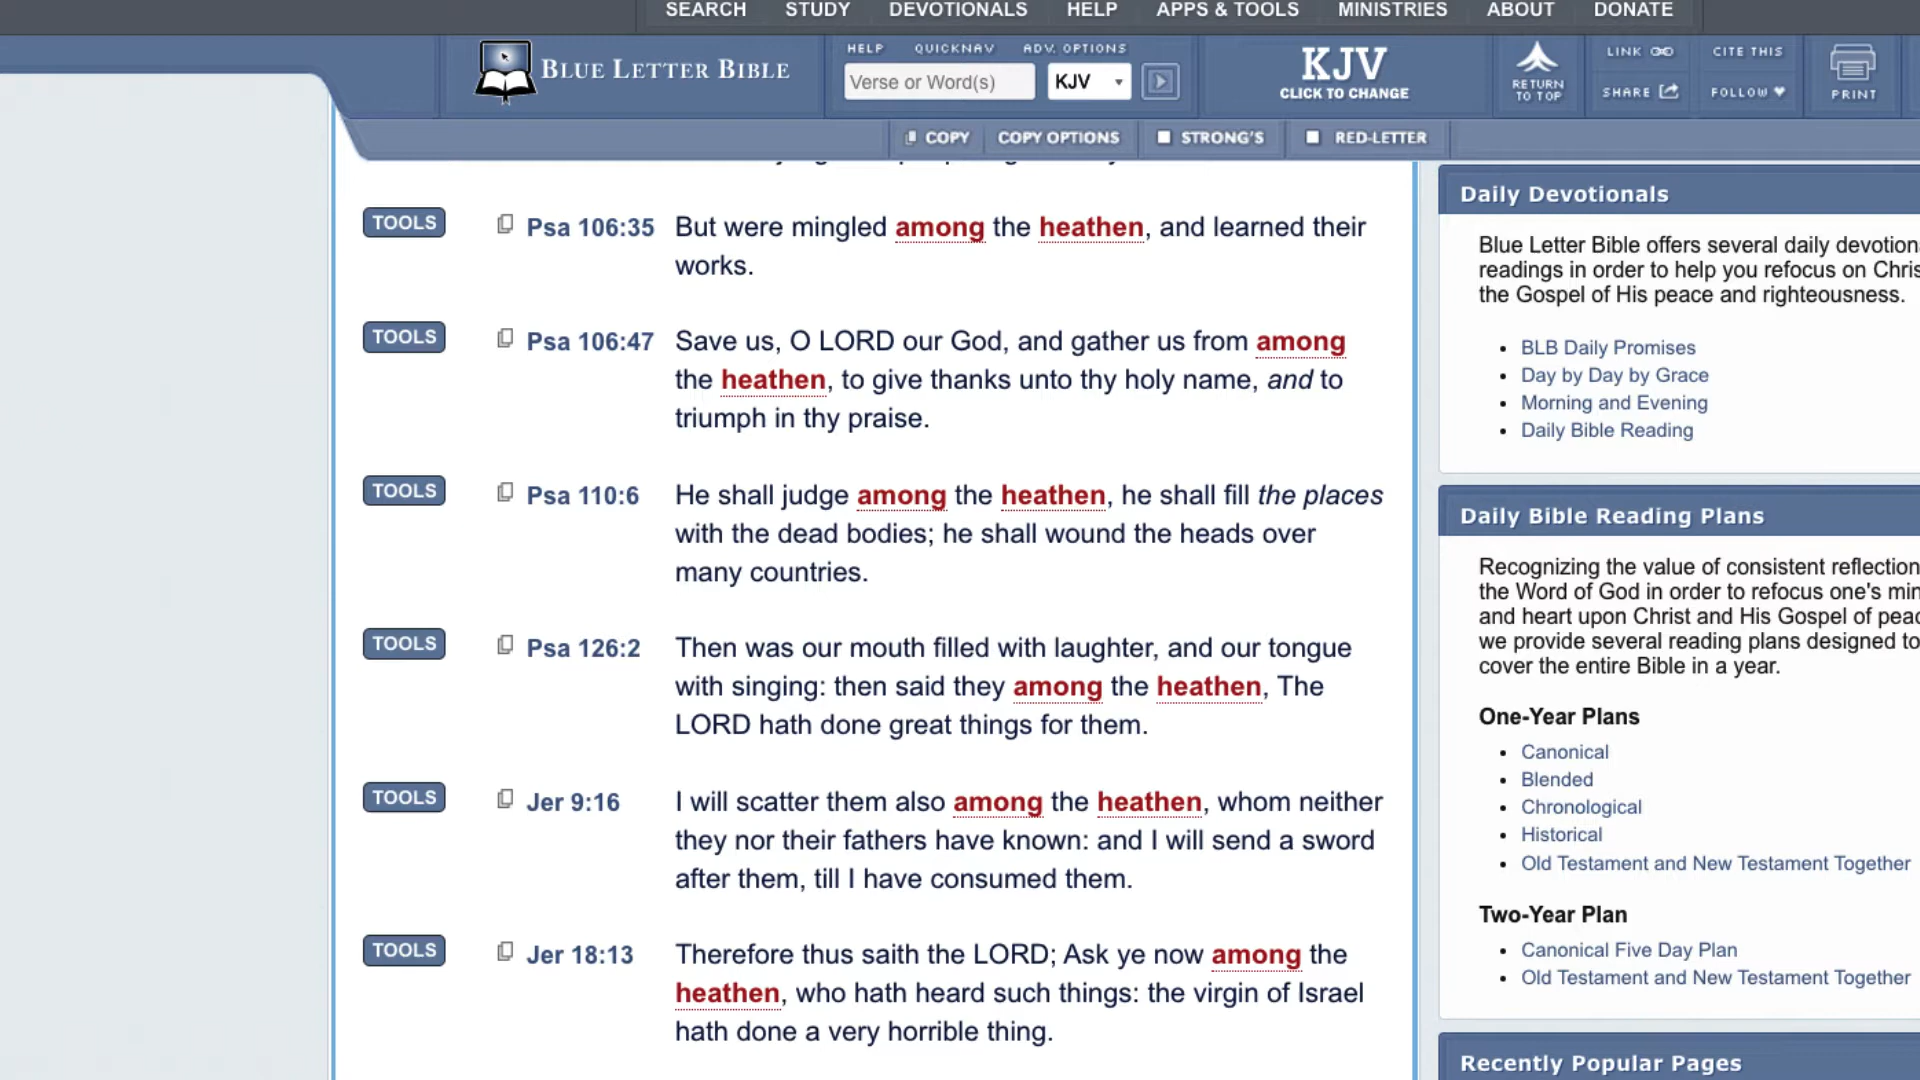 SEARCH STUDY DEVOTIONALS HELP APPS & TOOLS MINISTRIES ABOUT DONATE
BLUE LETTER BIBLE
HELP QUICKNAV ADV. OPTIONS
Verse or Word(s) KJV
KJV
CLICK TO CHANGE
RETURN
TO TOP
LINK
SHARE
CITE THIS
FOLLOW
PRINT
COPY COPY OPTIONS STRONG'S RED-LETTER
TOOLS Psa 106:35 But were mingled among the heathen, and learned their
works.
TOOLS Psa 106:47 Save us, O LORD our God, and gather us from among
the heathen, to give thanks unto thy holy name, and to
triumph in thy praise.
TOOLS Psa 110:6 He shall judge among the heathen, he shall fill the places
with the dead bodies; he shall wound the heads over
many countries.
TOOLS Psa 126:2 Then was our mouth filled with laughter, and our tongue
with singing: then said they among the heathen, The
LORD hath done great things for them.
TOOLS Jer 9:16 I will scatter them also among the heathen, whom neither
they nor their fathers have known: and I will send a sword
after them, till I have consumed them.
TOOLS Jer 18:13 Therefore thus saith the LORD; Ask ye now among the
heathen, who hath heard such things: the virgin of Israel
hath done a very horrible thing.
Daily Devotionals
Blue Letter Bible offers several daily devotion
readings in order to help you refocus on Chris
the Gospel of His peace and righteousness.
• BLB Daily Promises
• Day by Day by Grace
• Morning and Evening
• Daily Bible Reading
Daily Bible Reading Plans
Recognizing the value of consistent reflection
the Word of God in order to refocus one's min
and heart upon Christ and His Gospel of peac
we provide several reading plans designed to
cover the entire Bible in a year.
One-Year Plans
• Canonical
• Blended
• Chronological
• Historical
• Old Testament and New Testament Together
Two-Year Plan
• Canonical Five Day Plan
• Old Testament and New Testament Together
Recently Popular Pages